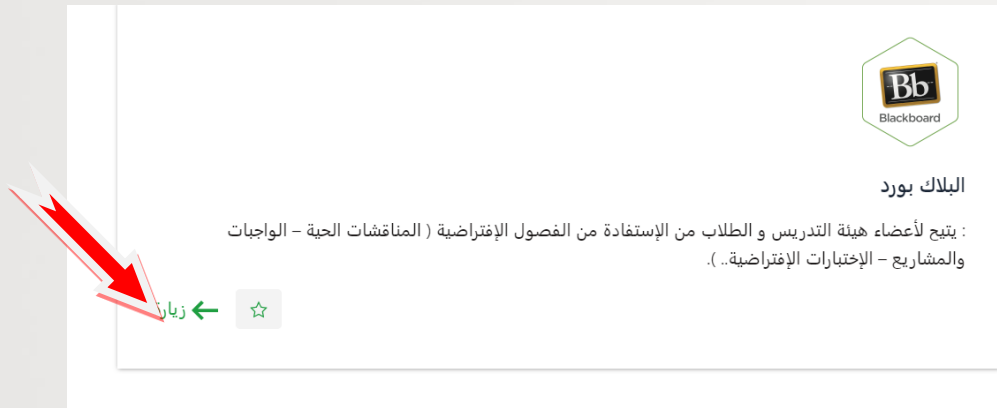 Bb
Blackboard
البلاك بورد
: يتيح لأعضاء هيئة التدريس و الطلاب من الإستفادة من الفصول الإفتراضية ( المناقشات الحية – الواجبات
والمشاريع – الإختبارات الإفتراضية.. ).
زيارة